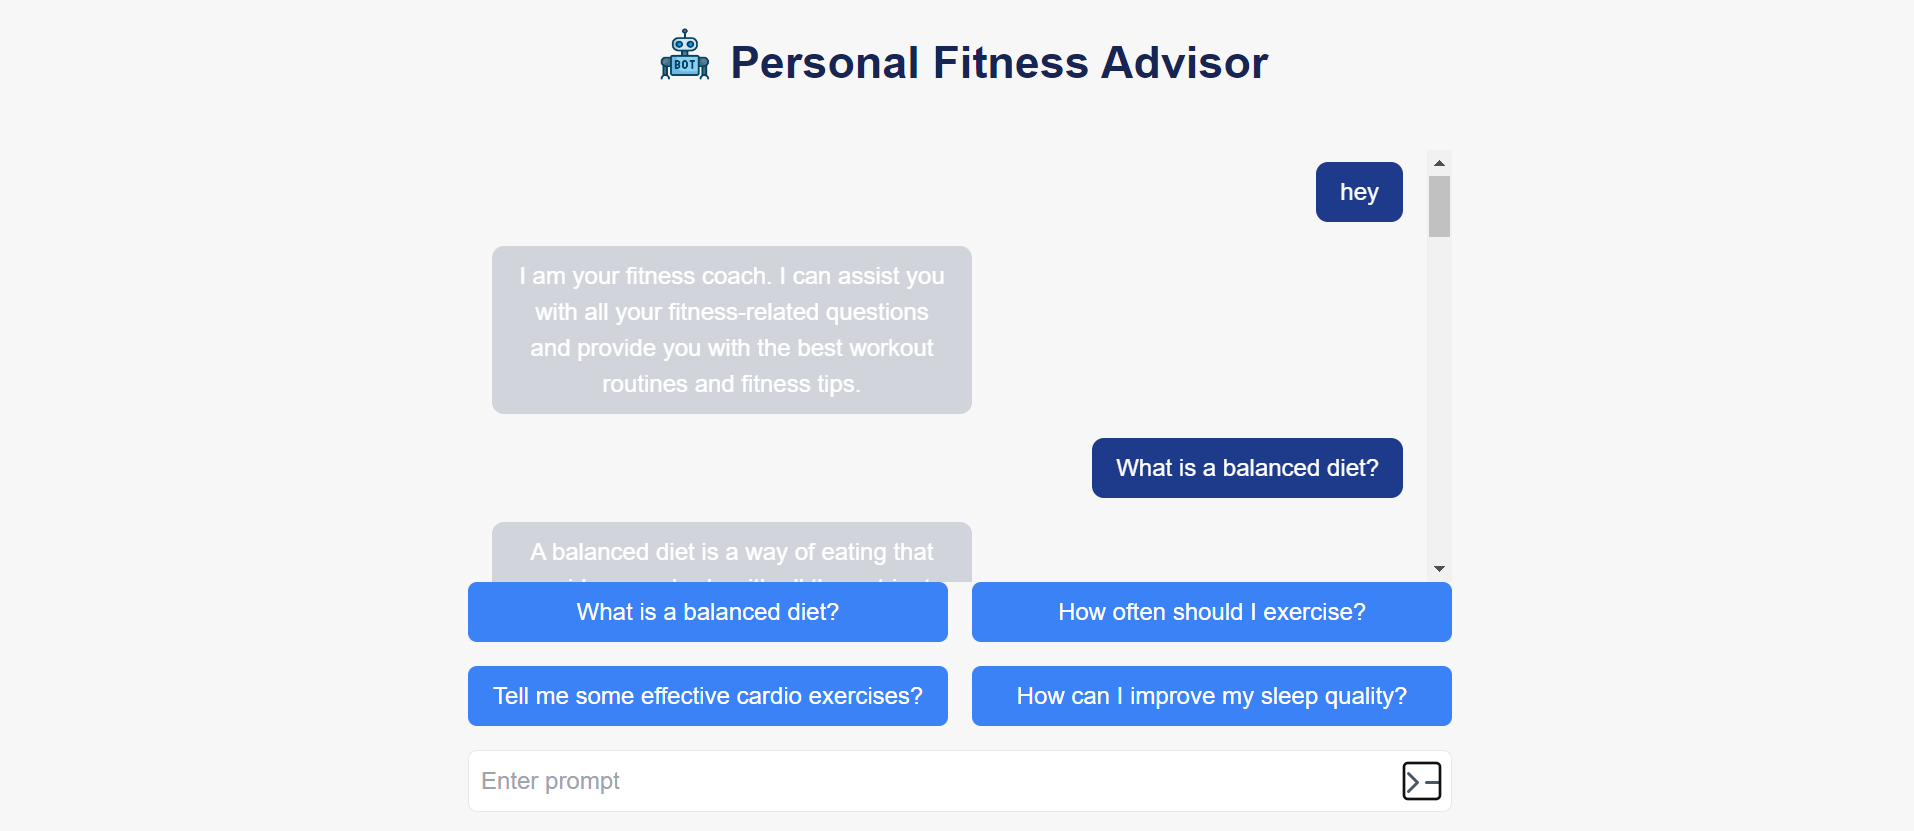 BOT
Personal Fitness Advisor
hey
I am your fitness coach. I can assist you
with all your fitness-related questions
and provide you with the best workout
routines and fitness tips.
What is a balanced diet?
A balanced diet is a way of eating that
What is a balanced diet?
How often should I exercise?
Tell me some effective cardio exercises?
How can I improve my sleep quality?
Enter prompt